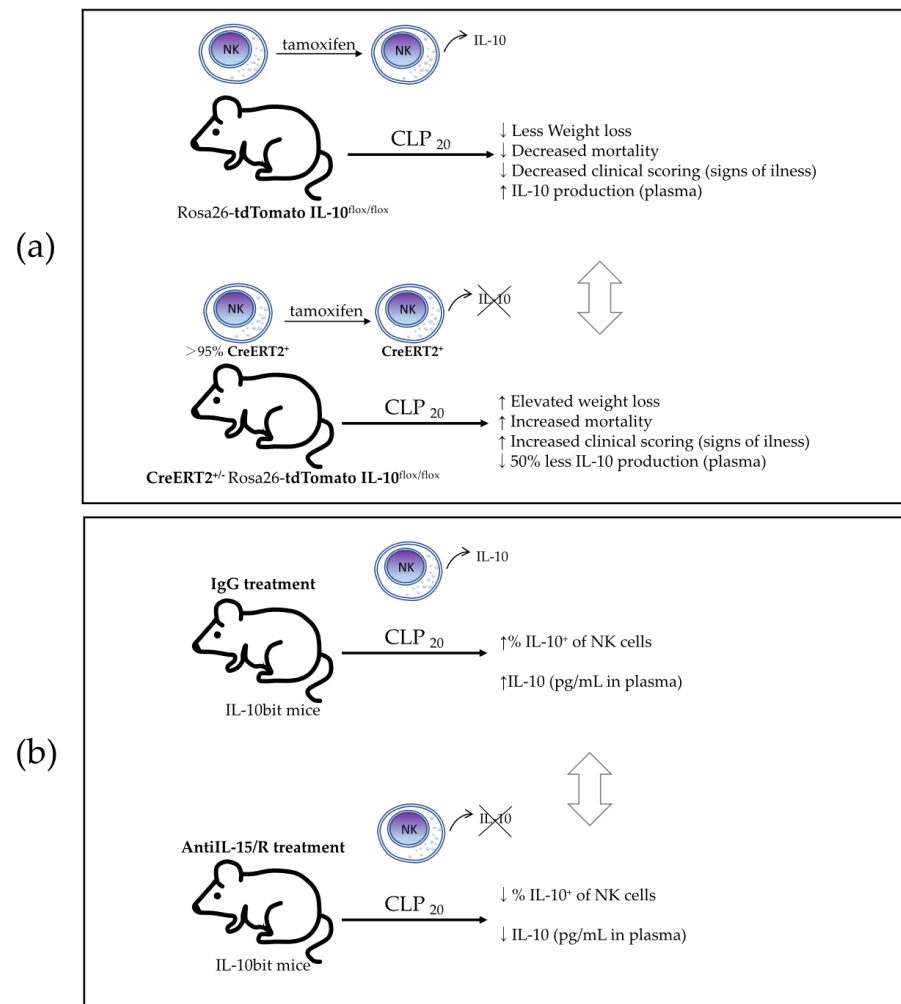 (a)
NK
tamoxifen
NK
IL-10
CLP 20
↓ Less Weight loss
↓ Decreased mortality
↓ Decreased clinical scoring (signs of ilness)
↑ IL-10 production (plasma)
Rosa26-tdTomato IL-10flox/flox
NK
tamoxifen
NK
IL-10
>95% CreERT2+
CreERT2+
CLP 20
↑ Elevated weight loss
↑ Increased mortality
↑ Increased clinical scoring (signs of ilness)
↓ 50% less IL-10 production (plasma)
CreERT2+/- Rosa26-tdTomato IL-10flox/flox
(b)
NK
IL-10
IgG treatment
CLP 20
↑% IL-10+ of NK cells
↑IL-10 (pg/mL in plasma)
IL-10bit mice
NK
IL-10
AntiIL-15/R treatment
CLP 20
↓ % IL-10+ of NK cells
↓ IL-10 (pg/mL in plasma)
IL-10bit mice